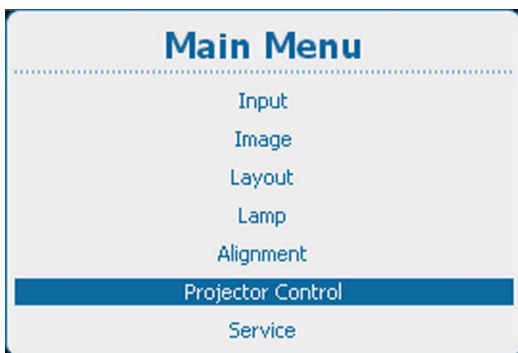 Main Menu
Input
Image
Layout
Lamp
Alignment
Projector Control
Service